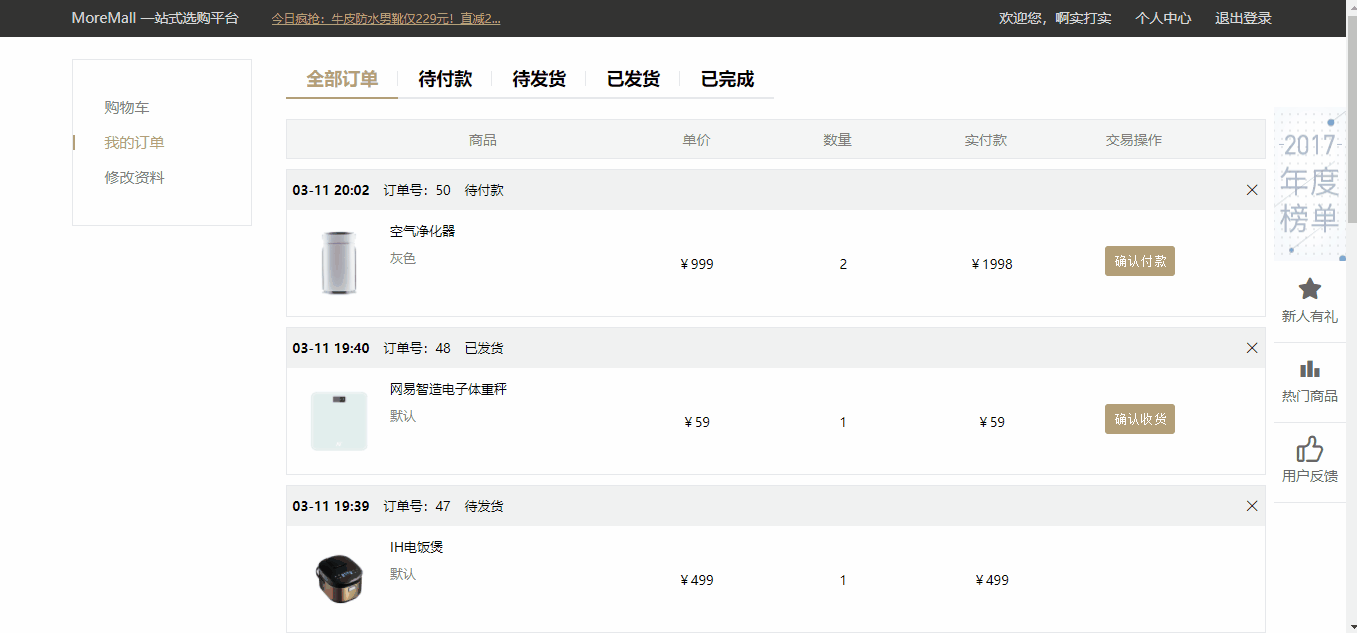 MoreMall 一站式选购平台 今日疯抢：牛皮防水男靴仅229元！直减2... 欢迎您，啊实打实 个人中心 退出登录
购物车
我的订单
修改资料
全部订单 待付款 待发货 已发货 已完成
商品 单价 数量 实付款 交易操作
03-11 20:02 订单号：50 待付款
空气净化器
灰色
¥ 999 2 ¥ 1998 确认付款
03-11 19:40 订单号：48 已发货
网易智造电子体重秤
默认
¥ 59 1 ¥ 59 确认收货
03-11 19:39 订单号：47 待发货
IH电饭煲
默认
¥ 499 1 ¥ 499
-2017-
年度
榜单
新人有礼
热门商品
用户反馈